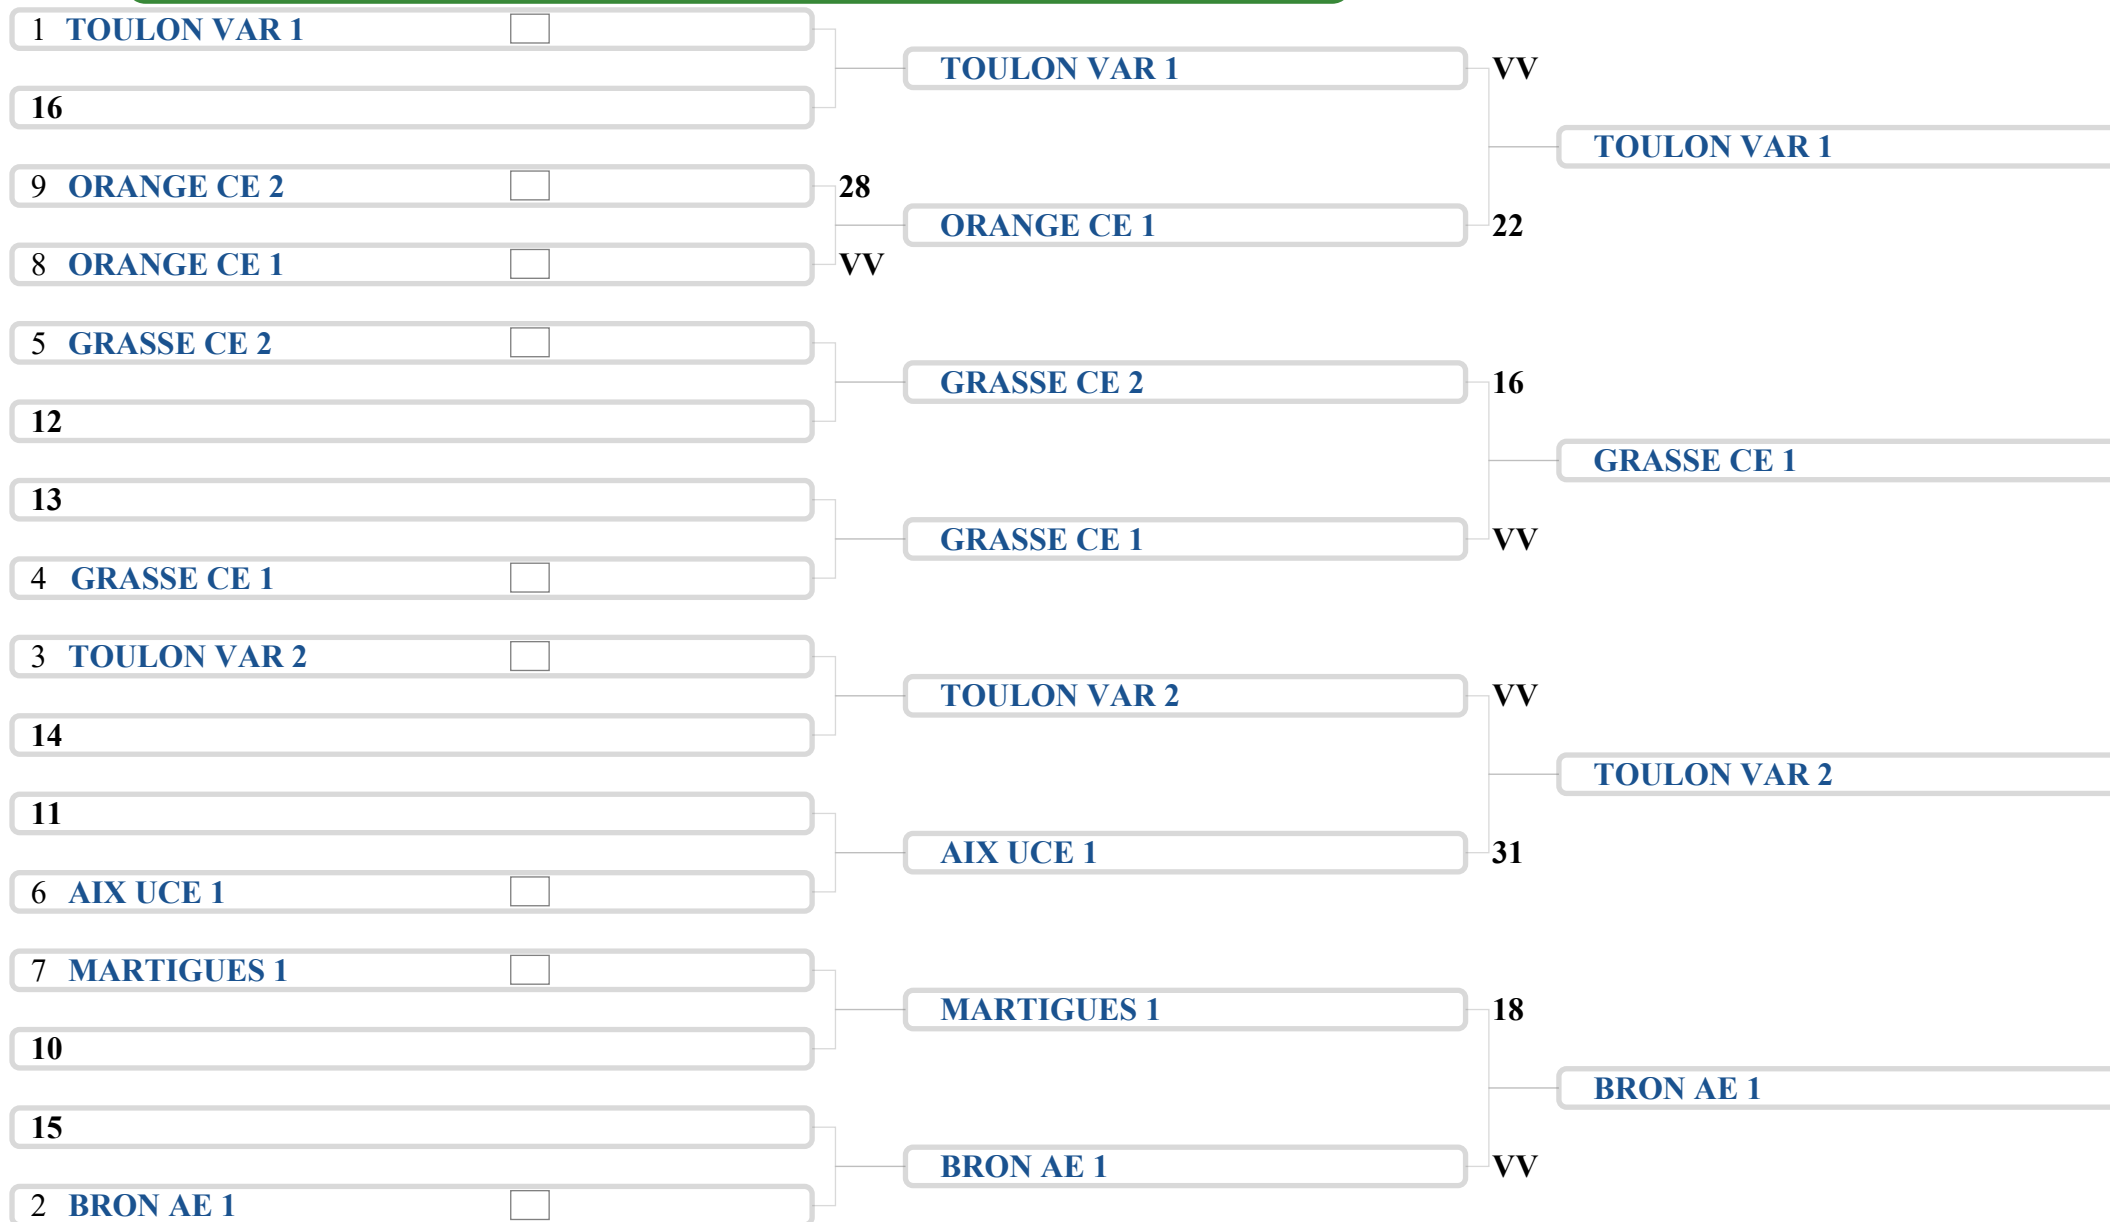 1 TOULON VAR 1
TOULON VAR 1 VV
16
TOULON VAR 1
9 ORANGE CE 2 28
ORANGE CE 1 22
8 ORANGE CE 1 VV
5 GRASSE CE 2
GRASSE CE 2 16
12
GRASSE CE 1
13
GRASSE CE 1 VV
4 GRASSE CE 1
3 TOULON VAR 2
TOULON VAR 2 VV
14
TOULON VAR 2
11
AIX UCE 1 31
6 AIX UCE 1
7 MARTIGUES 1
MARTIGUES 1 18
10
BRON AE 1
15
BRON AE 1 VV
2 BRON AE 1